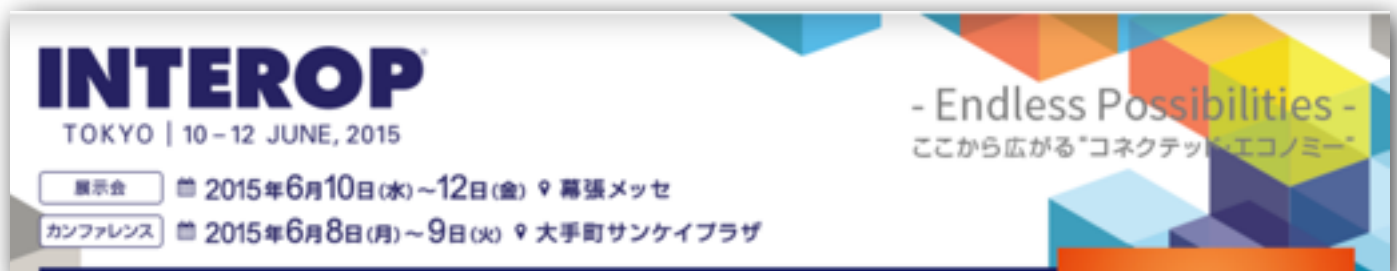 INTEROP
TOKYO | 10–12 JUNE, 2015
- Endless Possibilities -
ここから広がる"コネクテッド・エコノミー"
展示会 2015年6月10日(水)~12日(金) 幕張メッセ
カンファレンス 2015年6月8日(月)~9日(火) 大手町サンケイプラザ